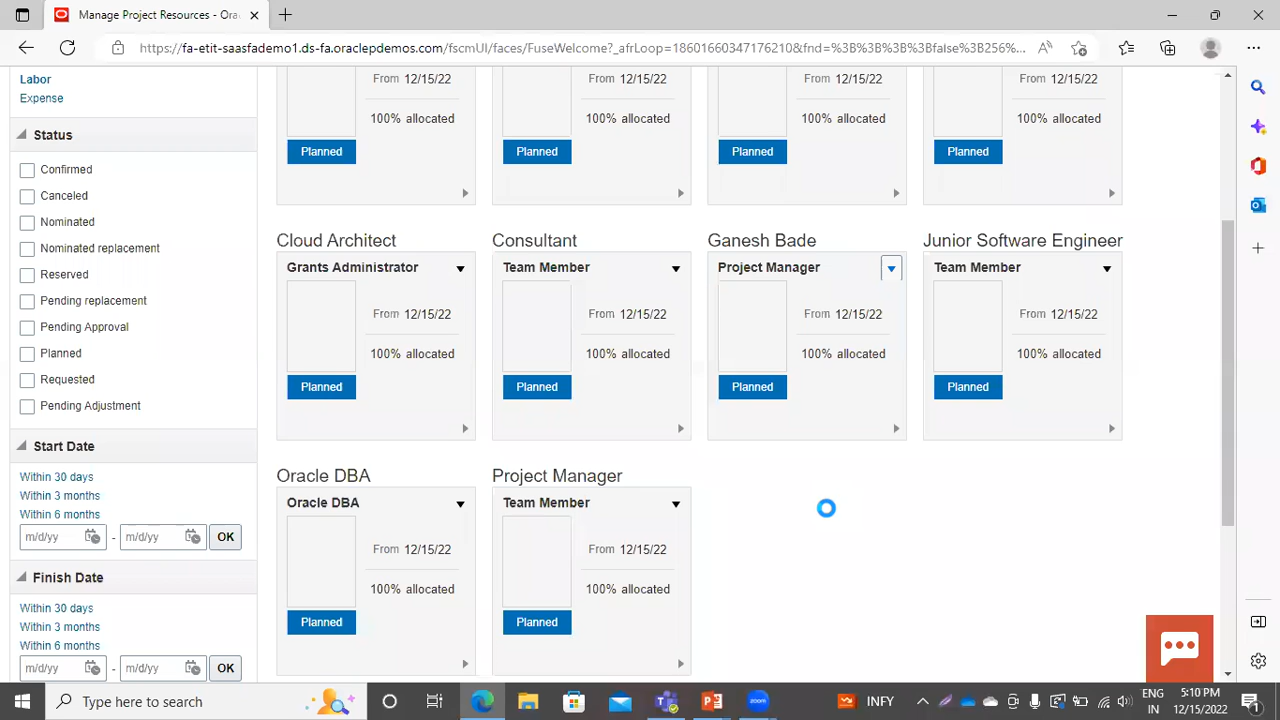 Manage Project Resources - Ora
https://fa-etit-saasfademo1.ds-fa.oraclepdemos.com/fscmUI/faces/FuseWelcome?_afrLoop=18601660347176210&fnd=%3B%3B%3B%3Bfalse%3B256%...
Labor
Expense
Status
Confirmed
Canceled
Nominated
Nominated replacement
Reserved
Pending replacement
Pending Approval
Planned
Requested
Pending Adjustment
Start Date
Within 30 days
Within 3 months
Within 6 months
m/d/yy - m/d/yy OK
Finish Date
Within 30 days
Within 3 months
Within 6 months
m/d/yy - m/d/yy OK
From 12/15/22 From 12/15/22 From 12/15/22 From 12/15/22
100% allocated 100% allocated 100% allocated 100% allocated
Planned Planned Planned Planned
Cloud Architect Consultant Ganesh Bade Junior Software Engineer
Grants Administrator Team Member Project Manager Team Member
From 12/15/22 From 12/15/22 From 12/15/22 From 12/15/22
100% allocated 100% allocated 100% allocated 100% allocated
Planned Planned Planned Planned
Oracle DBA Project Manager
Oracle DBA Team Member
From 12/15/22 From 12/15/22
100% allocated 100% allocated
Planned Planned
Type here to search
INFY
ENG
IN
5:10 PM
12/15/2022
1